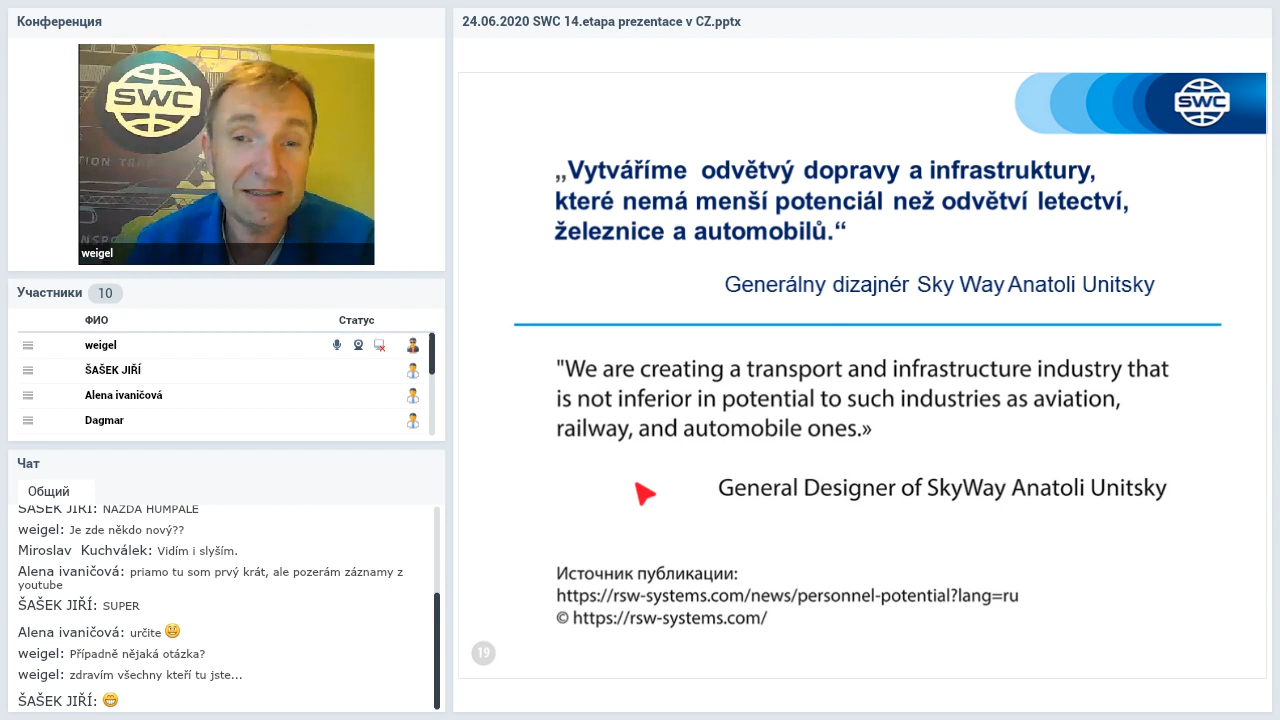 Конференция
SWC
TION TRA
weigel
Участники 10
ФИО Статус
weigel
ŠAŠEK JIŘÍ
Alena ivaničová
Dagmar
Чат
Общий
ŠAŠEK JIŘÍ: NAZDA HUMPÁLE
weigel: Je zde někdo nový??
Miroslav Kuchválek: Vidím i slyším.
Alena ivaničová: priamo tu som prvý krát, ale pozerám záznamy z
youtube
ŠAŠEK JIŘÍ: SUPER
Alena ivaničová: určite
weigel: Případně nějaká otázka?
weigel: zdravím všechny kteří tu jste...
ŠAŠEK JIŘÍ:
24.06.2020 SWC 14.etapa prezentace v CZ.pptx
SWC
„Vytváříme odvětvý dopravy a infrastruktury,
které nemá menší potenciál než odvětví letectví,
železnice a automobilů.“
Generálny dizajnér Sky Way Anatoli Unitsky
"We are creating a transport and infrastructure industry that
is not inferior in potential to such industries as aviation,
railway, and automobile ones.»
General Designer of SkyWay Anatoli Unitsky
Источник публикации:
https://rsw-systems.com/news/personnel-potential?lang=ru
© https://rsw-systems.com/
19